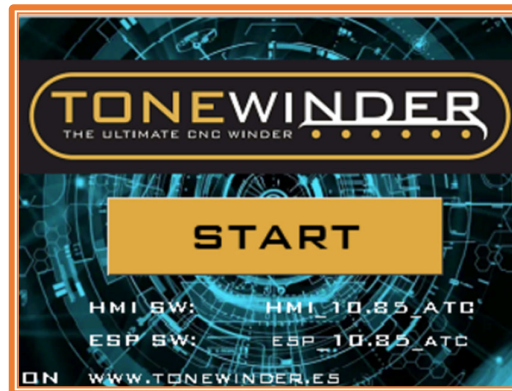 TONEWINDER
THE ULTIMATE CNC WINDER
START
HMI SW: HMI_10.85_ATC
ESP SW: ESP_10.85_ATC
ON WWW.TONEWINDER.ES